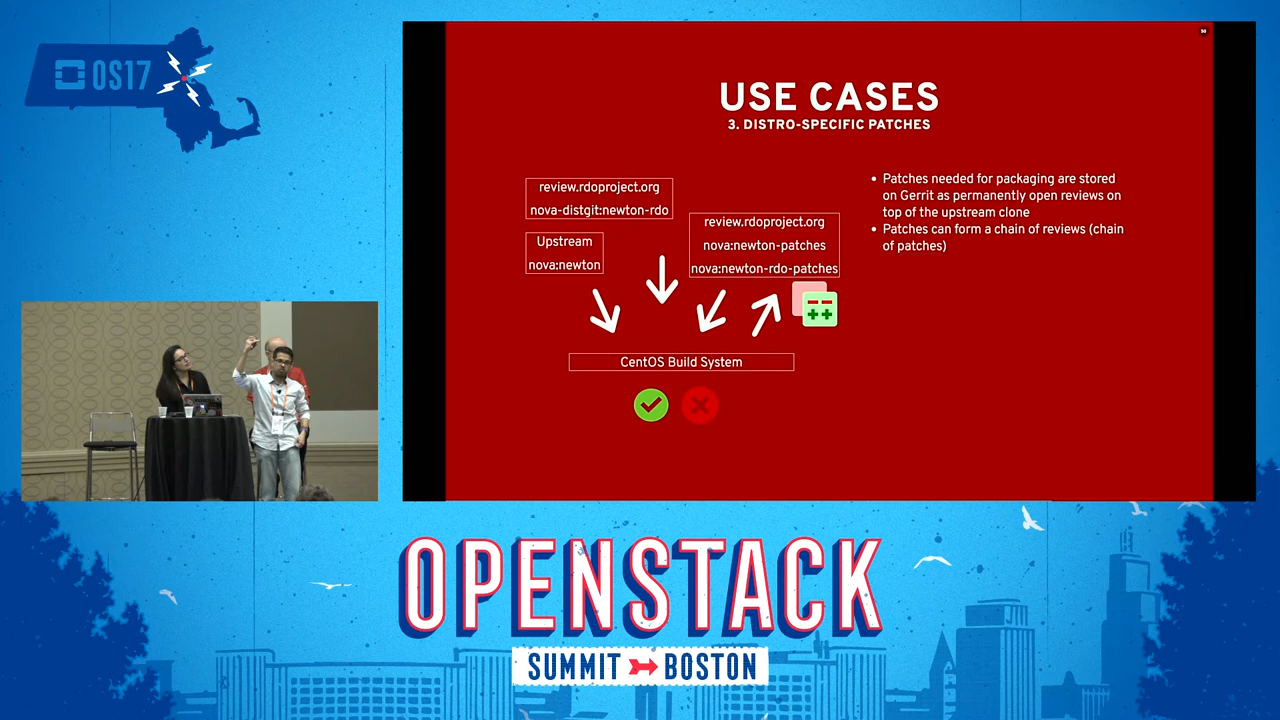 OS17
50
USE CASES
3. DISTRO-SPECIFIC PATCHES
review.rdoproject.org
nova-distgit:newton-rdo
Upstream
nova:newton
review.rdoproject.org
nova:newton-patches
nova:newton-rdo-patches
CentOS Build System
• Patches needed for packaging are stored
on Gerrit as permanently open reviews on
top of the upstream clone
• Patches can form a chain of reviews (chain
of patches)
OPENSTACK
SUMMIT BOSTON